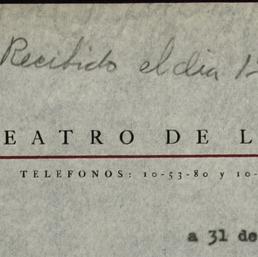 Recibido el dia 1
EATRO DE L
TELEFONOS: 10-53-80 y 10-
a 31 de